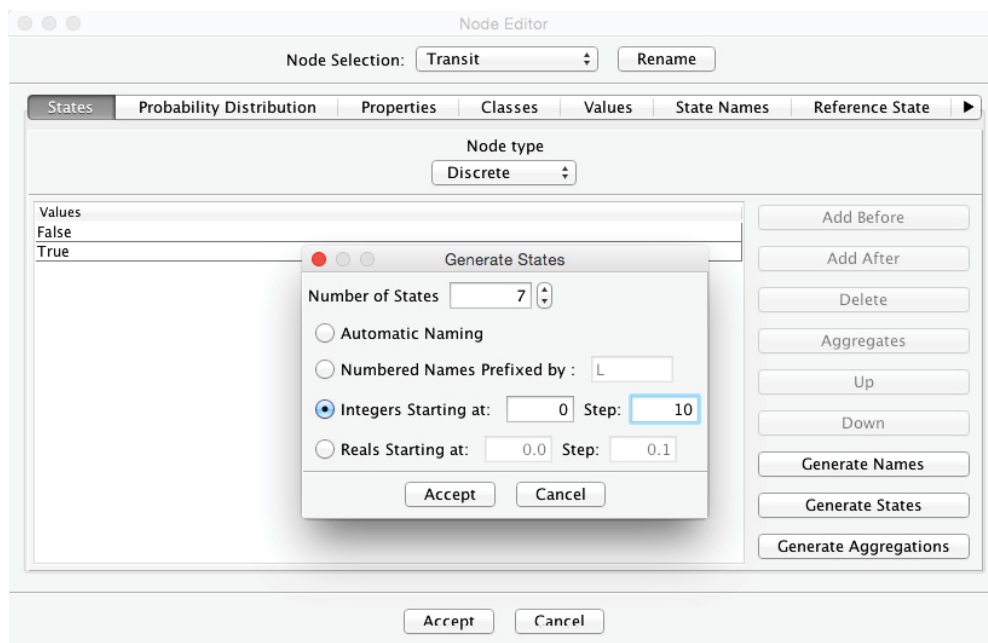 Node Editor
Node Selection: Transit Rename
States Probability Distribution Properties Classes Values State Names Reference State
Node type
Discrete
Values
False
True
Add Before
Add After
Delete
Aggregates
Up
Down
Generate Names
Generate States
Generate Aggregations
Generate States
Number of States 7
Automatic Naming
Numbered Names Prefixed by : L
Integers Starting at: 0 Step: 10
Reals Starting at: 0.0 Step: 0.1
Accept Cancel
Accept Cancel